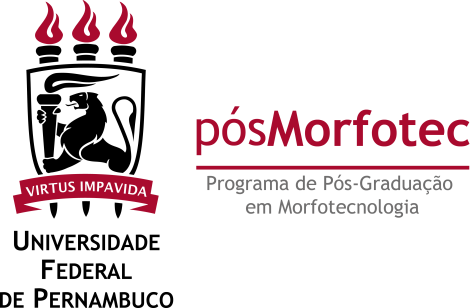 VIRTUS IMPAVIDA
UNIVERSIDADE
FEDERAL
DE PERNAMBUCO
pósMorfotec
Programa de Pós-Graduação
em Morfotecnologia